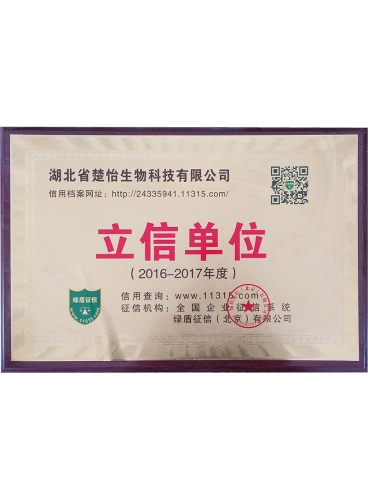 湖北省楚怡生物科技有限公司
信用档案网址：http://24335941.11315.com/
立信单位
（2016-2017年度）
绿盾征信
信用查询：www.11315.com
征信机构：全国企业征信系统
绿盾征信（北京）有限公司